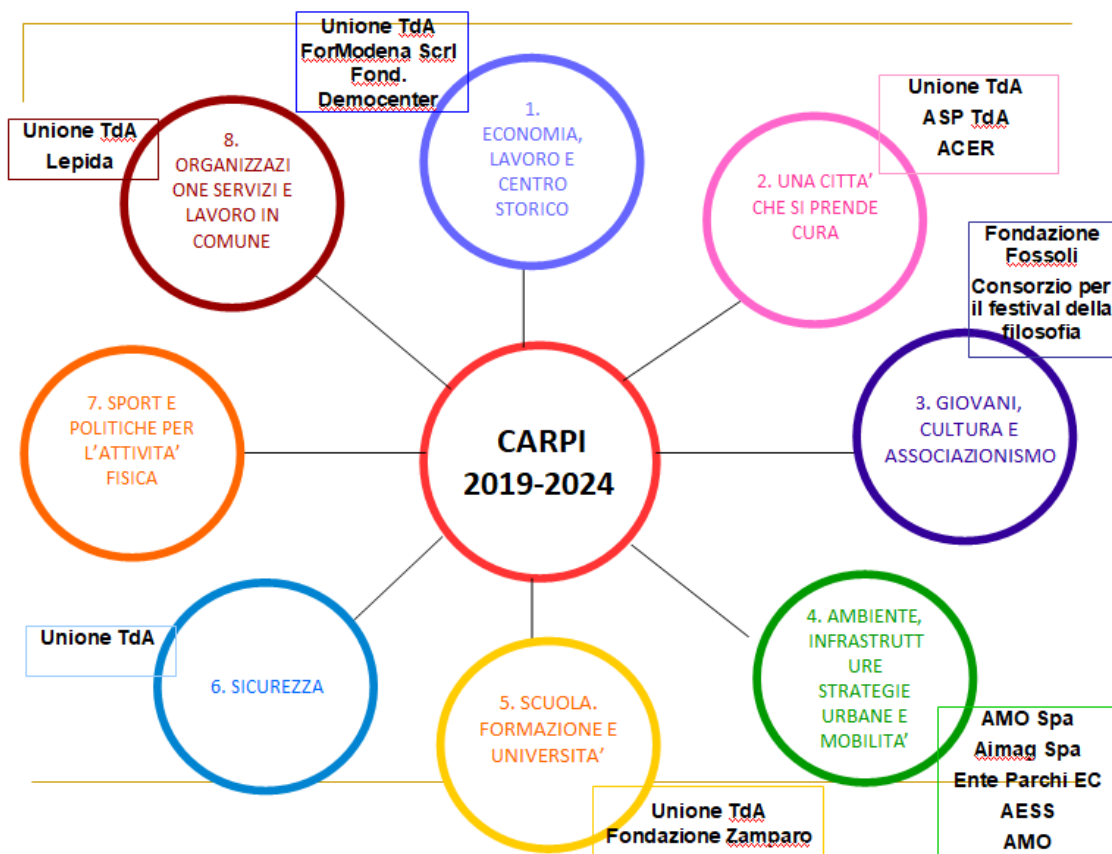 Unione TdA
ForModena Scrl
Fond.
Democenter
1.
ECONOMIA,
LAVORO E
CENTRO
STORICO
Unione TdA
ASP TdA
ACER
2. UNA CITTA'
CHE SI PRENDE
CURA
Fondazione
Fossoli
Consorzio per
il festival della
filosofia
3. GIOVANI,
CULTURA E
ASSOCIAZIONISMO
4. AMBIENTE,
INFRASTRUTT
URE
STRATEGIE
URBANE E
MOBILITA'
AMO Spa
Aimag Spa
Ente Parchi EC
AESS
AMO
5. SCUOLA.
FORMAZIONE E
UNIVERSITA'
Unione TdA
Fondazione Zamparo
Unione TdA
6. SICUREZZA
7. SPORT E
POLITICHE PER
L'ATTIVITA'
FISICA
Unione TdA
Lepida
8.
ORGANIZZAZI
ONE SERVIZI E
LAVORO IN
COMUNE
CARPI
2019-2024